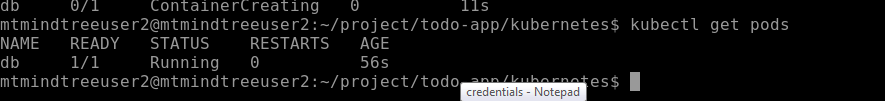 db 0/1 ContainerCreating 0 11s
mtmindtreeuser2@mtmindtreeuser2:~/project/todo-app/kubernetes$ kubectl get pods
NAME READY STATUS RESTARTS AGE
db 1/1 Running 0 56s
mtmindtreeuser2@mtmindtreeuser2:~/project/todo-app/kubernetes$
credentials - Notepad